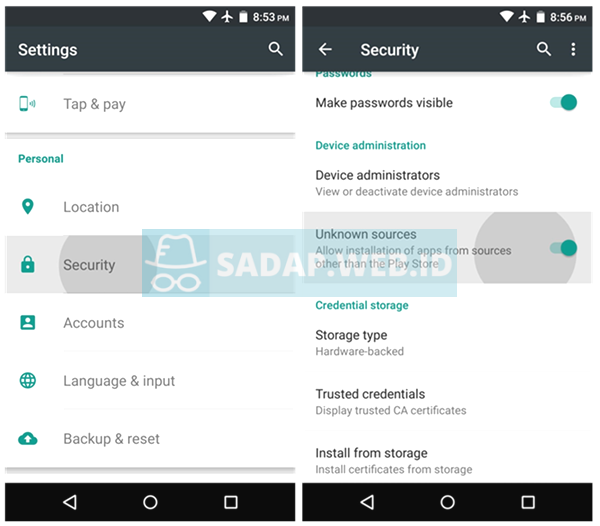 8:53 PM
Settings
Tap & pay
Personal
Location
Security
Accounts
Language & input
Backup & reset
8:56 PM
Security
Passwords
Make passwords visible
Device administration
Device administrators
View or deactivate device administrators
Unknown sources
Allow installation of apps from sources
other than the Play Store
Credential storage
Storage type
Hardware-backed
Trusted credentials
Display trusted CA certificates
Install from storage
Install certificates from storage
SADAP.WEB.ID